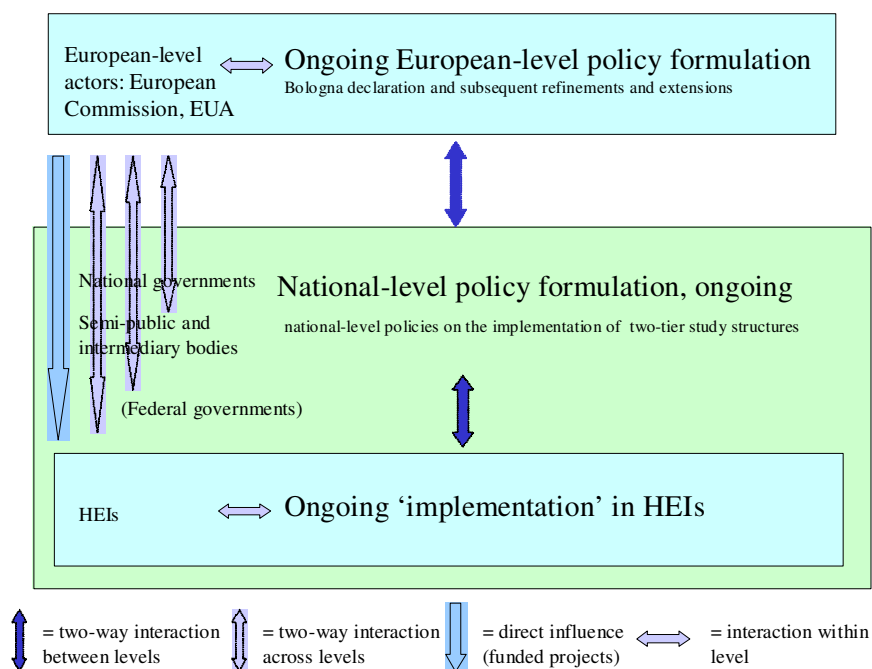 European-level
actors: European
Commission, EUA
Ongoing European-level policy formulation
Bologna declaration and subsequent refinements and extensions
National governments
Semi-public and
intermediary bodies
(Federal governments)
National-level policy formulation, ongoing
national-level policies on the implementation of two-tier study structures
HEIs
Ongoing ‘implementation’ in HEIs
= two-way interaction
between levels
= two-way interaction
across levels
= direct influence
(funded projects)
= interaction within
level